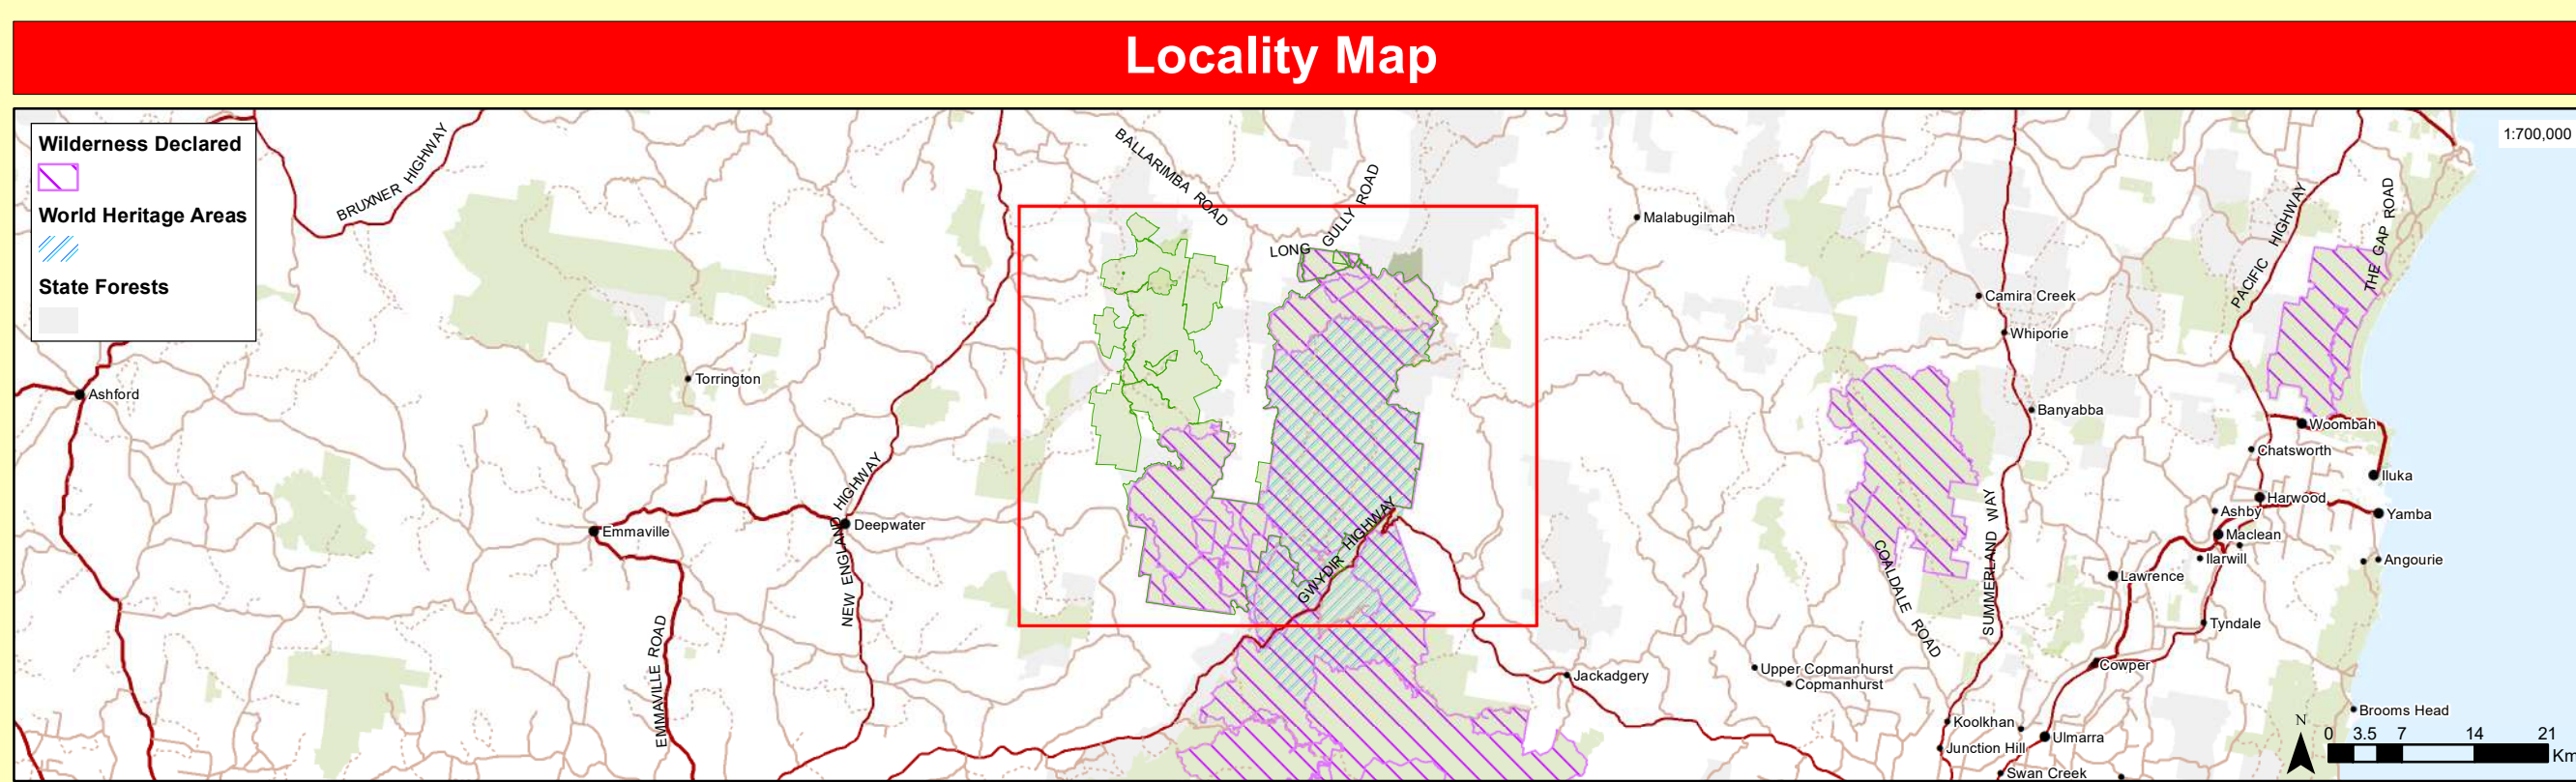 Locality Map
Wilderness Declared
World Heritage Areas
State Forests
1:700,000
BRUXNER HIGHWAY
BALLARIMBA ROAD
LONG GULLY ROAD
Malabugilmah
PACIFIC HIGHWAY
THE GAP ROAD
Camira Creek
Whiporie
Torrington
Ashford
Banyabba
Woombah
Chatsworth
Iluka
Harwood
Ashby
Yamba
Maclean
Ilarwill
Angourie
Emmaville
Deepwater
NEW ENGLAND HIGHWAY
GWYDIR HIGHWAY
COALDALE ROAD
SUMMERLAND WAY
Lawrence
Tyndale
EMMAVILLE ROAD
Cowper
Jackadgery
Upper Copmanhurst
Copmanhurst
Brooms Head
Koolkhan
Ulmarra
Junction Hill
Swan Creek
N
0 3.5 7 14 21
Km